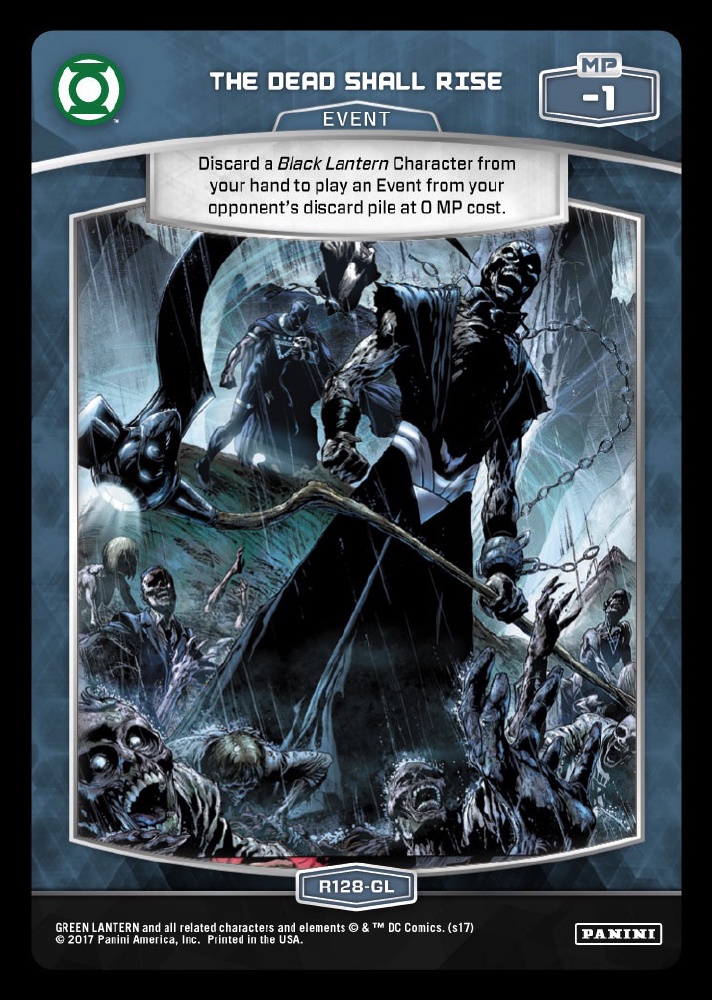 THE DEAD SHALL RISE
MP
-1
EVENT
Discard a Black Lantern Character from
your hand to play an Event from your
opponent's discard pile at 0 MP cost.
R128-GL
GREEN LANTERN and all related characters and elements © & ™ DC Comics. (s17)
© 2017 Panini America, Inc. Printed in the USA.
PANINI